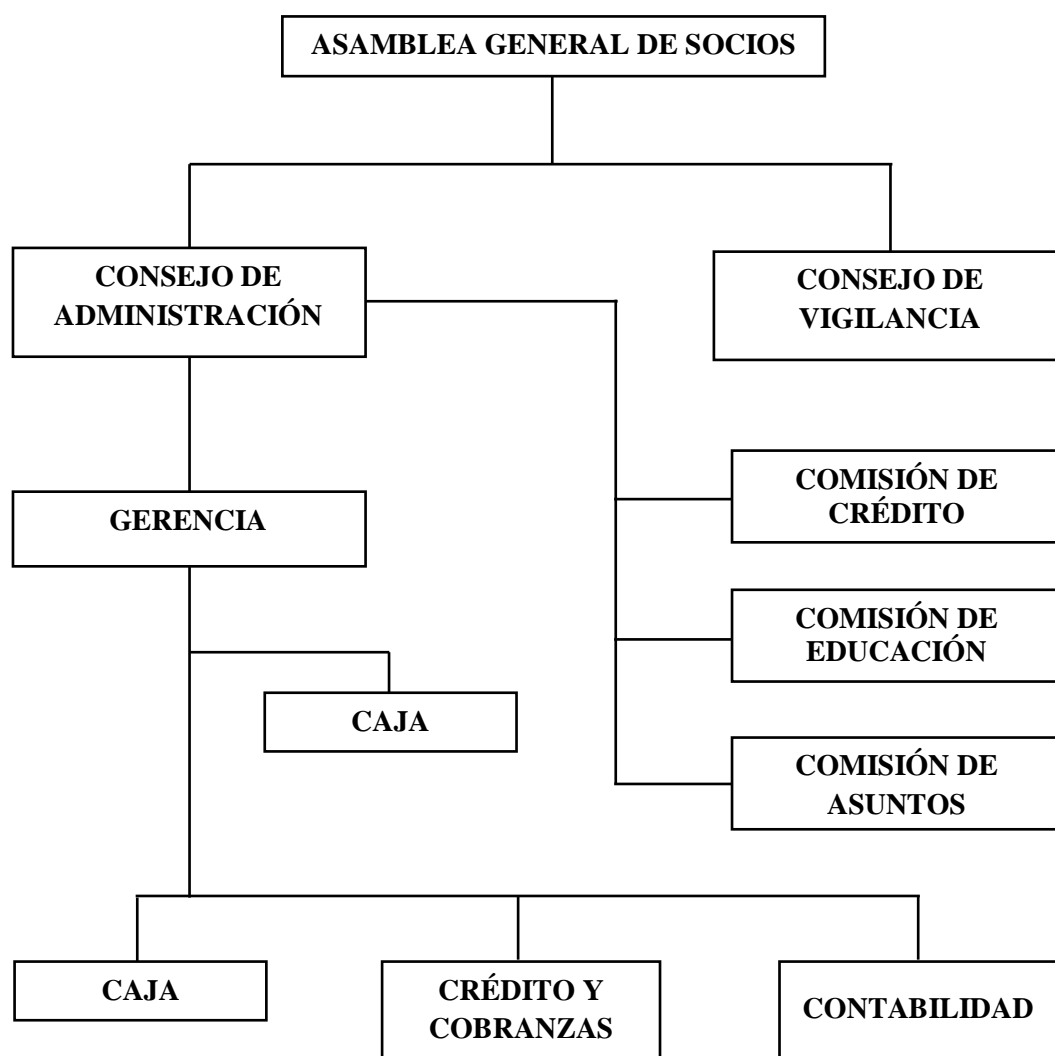 ASAMBLEA GENERAL DE SOCIOS
CONSEJO DE
ADMINISTRACIÓN
CONSEJO DE
VIGILANCIA
GERENCIA
COMISIÓN DE
CRÉDITO
COMISIÓN DE
EDUCACIÓN
CAJA
COMISIÓN DE
ASUNTOS
CAJA
CRÉDITO Y
COBRANZAS
CONTABILIDAD